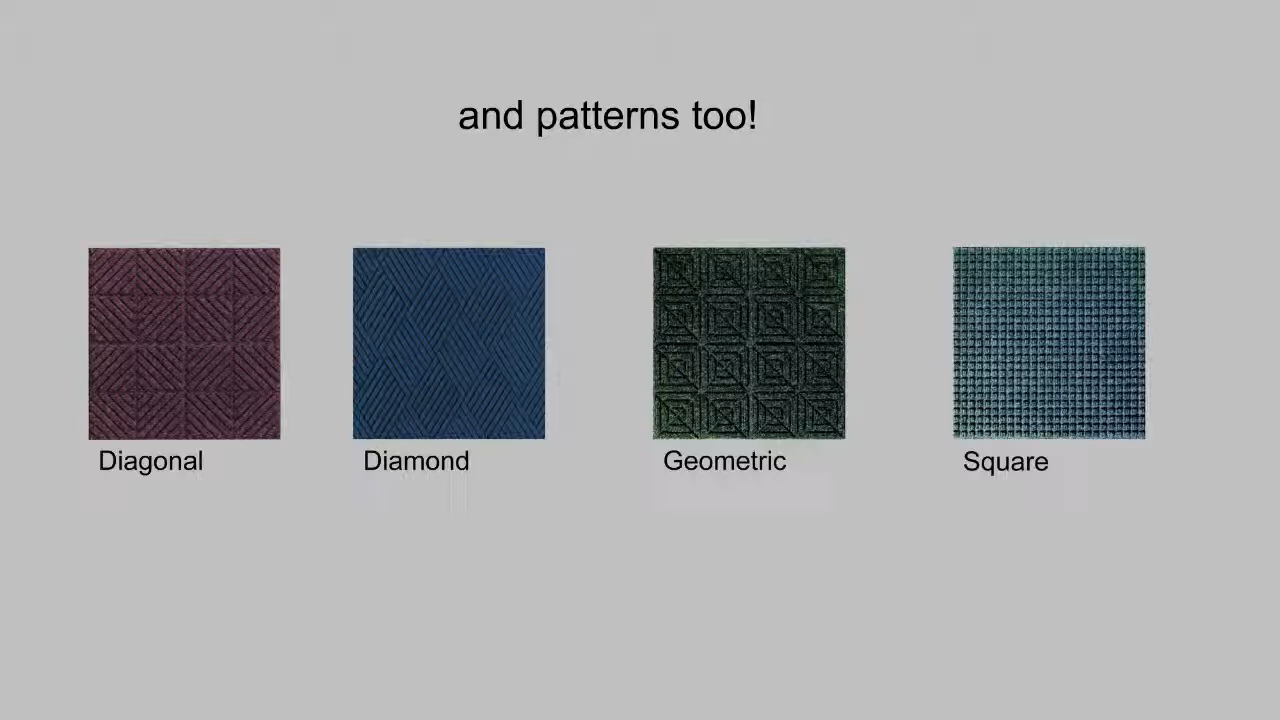 and patterns too!
Diagonal
Diamond
Geometric
Square